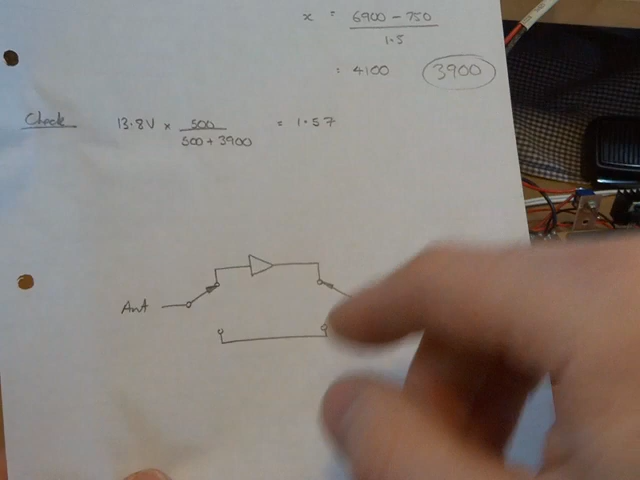 x = 6900 - 750
1.5
= 4100 3900
Check 13.8V x 500 = 1.57
500 + 3900
Ant